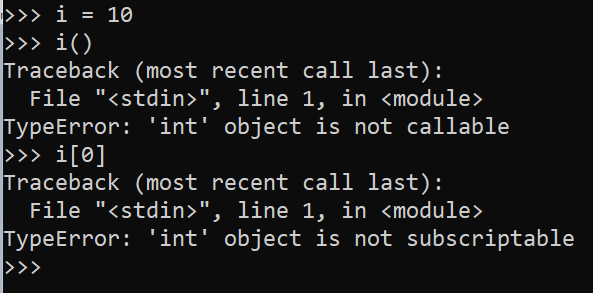 >>> i = 10
>>> i()
Traceback (most recent call last):
  File "<stdin>", line 1, in <module>
TypeError: 'int' object is not callable
>>> i[0]
Traceback (most recent call last):
  File "<stdin>", line 1, in <module>
TypeError: 'int' object is not subscriptable
>>>